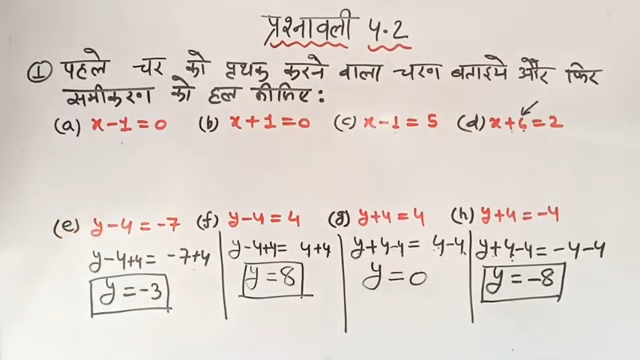 प्रश्नावली 4.2
① पहले चर को पृथक करने वाला चरण बताइये और फिर
समीकरण को हल कीजिए:
(a) x-1=0 (b) x+1=0 (c) x-1=5 (d) x+6=2
(e) y-4=-7 (f) y-4=4 (g) y+4=4 (h) y+4=-4
y-4+4= -7+4 y-4+4= 4+4 y+4-4= 4-4 y+4-4=-4-4
y=-3 y=8 y=0 y=-8